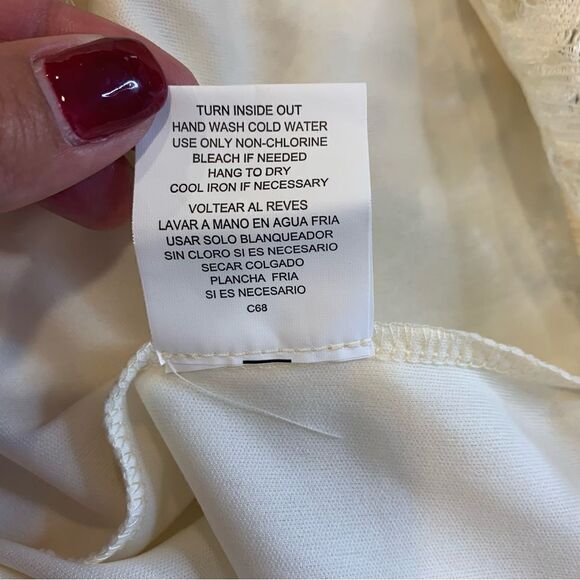 TURN INSIDE OUT
HAND WASH COLD WATER
USE ONLY NON-CHLORINE
BLEACH IF NEEDED
HANG TO DRY
COOL IRON IF NECESSARY
VOLTEAR AL REVES
LAVAR A MANO EN AGUA FRIA
USAR SOLO BLANQUEADOR
SIN CLORO SI ES NECESARIO
SECAR COLGADO
PLANCHA FRIA
SI ES NECESARIO
C68